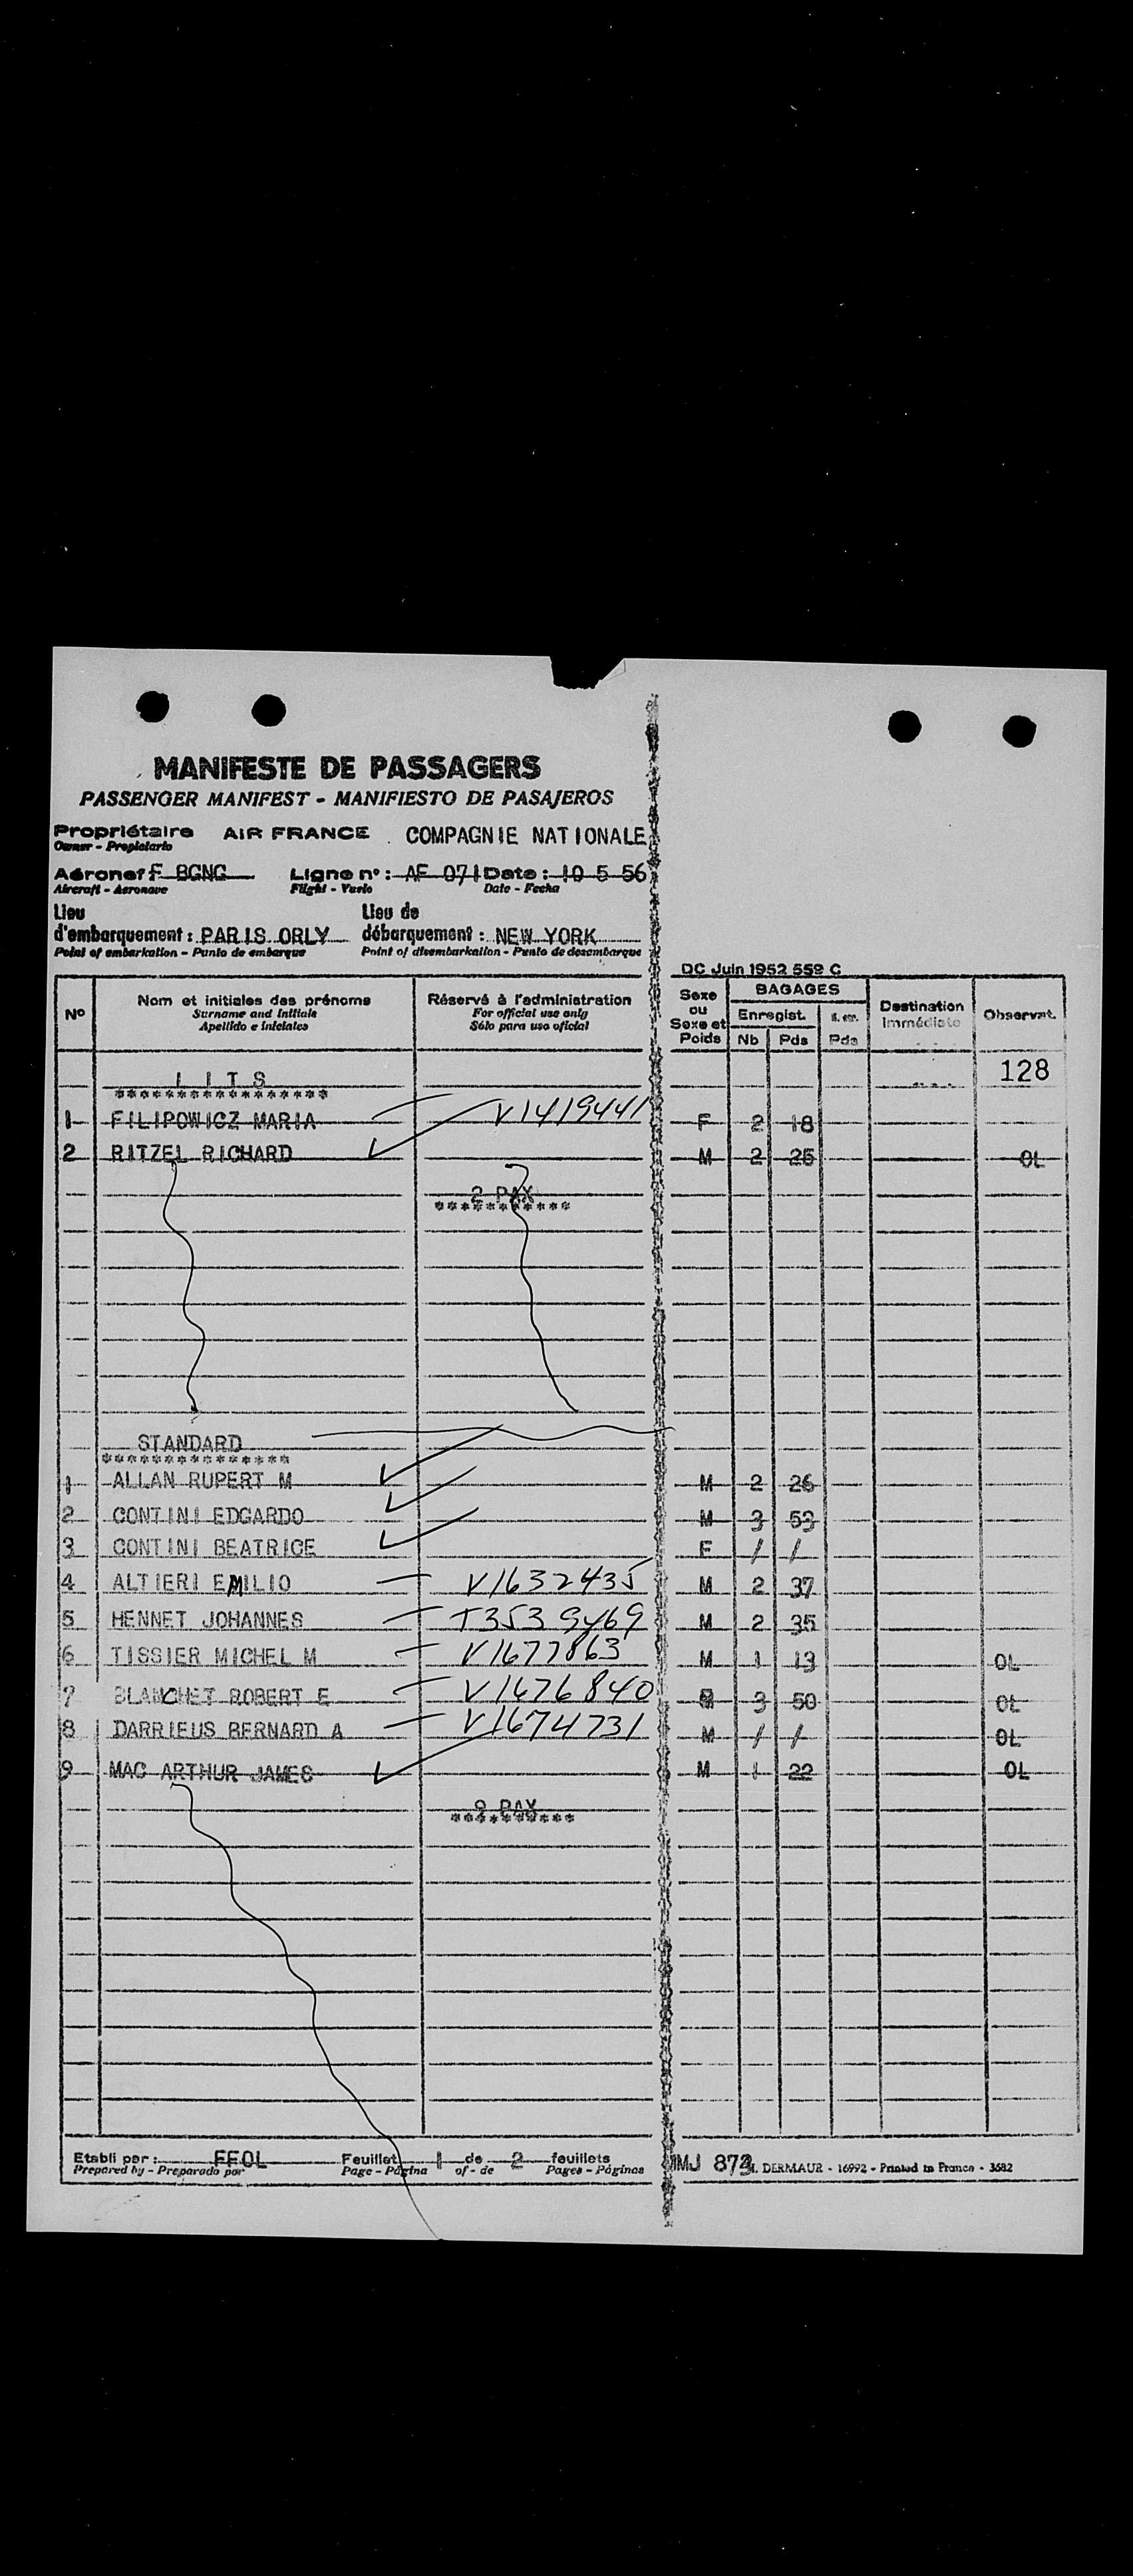 MANIFESTE DE PASSAGERS
PASSENGER MANIFEST - MANIFIESTO DE PASAJEROS
Propriétaire AIR FRANCE COMPAGNIE NATIONALE
Owner - Propietario
Aéronef F BGNG Ligne n° : AF 071 Date : 10 5 56
Aircraft - Aeronave Flight - Vuelo Date - Fecha
Lieu Lieu de
d'embarquement : PARIS ORLY débarquement : NEW YORK
Point of embarkation - Punto de embarque Point of disembarkation - Punto de desembarque
DC Juin 1952 559 C
N° Nom et initiales des prénoms Réservé à l'administration Sexe ou Sexe et Poids BAGAGES Destination immédiate Observat.
Surname and initials For official use only Enregist.
Apellido e iniciales Sólo para uso oficial Nb Pds Pds
128
LITS
*****************
1 FILIPOWICZ MARIA V1419441 F 2 18
2 RITZEL RICHARD M 2 25 OL
2 PAX
***********
STANDARD
***************
1 ALLAN RUPERT M M 2 26
2 CONTINI EDGARDO M 3 53
3 CONTINI BEATRICE F / /
4 ALTIERI EMILIO V1632435 M 2 37
5 HENNET JOHANNES T3539469 M 2 35
6 TISSIER MICHEL M V1677863 M 1 13 OL
7 BLANCHET ROBERT E V1676840 3 50 OL
8 DARRIEUS BERNARD A V1674731 M / / OL
9 MAC ARTHUR JAMES M 1 22 OL
9 PAX
**********
Etabli par : FFOL Feuillet 1 de 2 feuillets
Prepared by - Preparado por Page - Página of - de Pages - Páginas
MJ 873 DERMAUR - 16992 - Printed in France - 3682